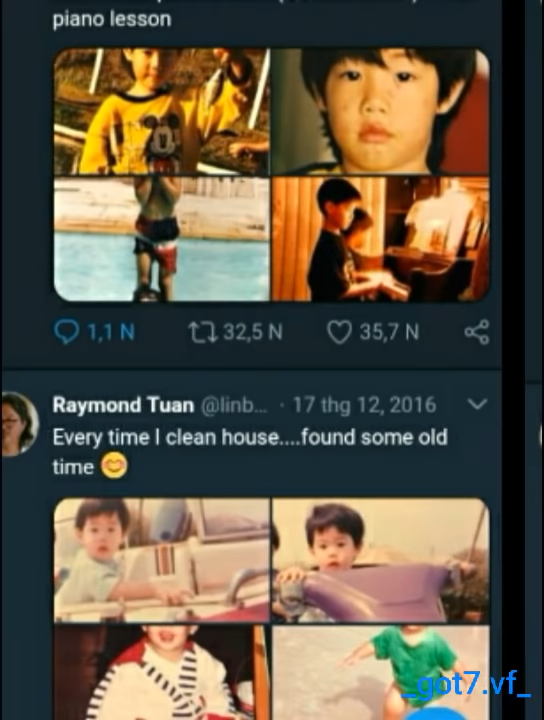 piano lesson
1,1 N
32,5 N
35,7 N
Raymond Tuan @linb... · 17 thg 12, 2016
Every time I clean house....found some old
time 😊
_got7.vf_